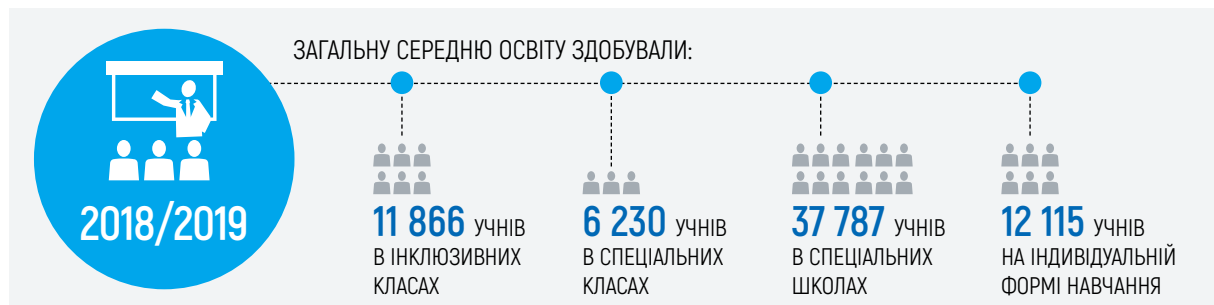 ЗАГАЛЬНУ СЕРЕДНЮ ОСВІТУ ЗДОБУВАЛИ:
2018/2019
11 866 УЧНІВ
В ІНКЛЮЗИВНИХ
КЛАСАХ
6 230 УЧНІВ
В СПЕЦІАЛЬНИХ
КЛАСАХ
37 787 УЧНІВ
В СПЕЦІАЛЬНИХ
ШКОЛАХ
12 115 УЧНІВ
НА ІНДИВІДУАЛЬНІЙ
ФОРМІ НАВЧАННЯ